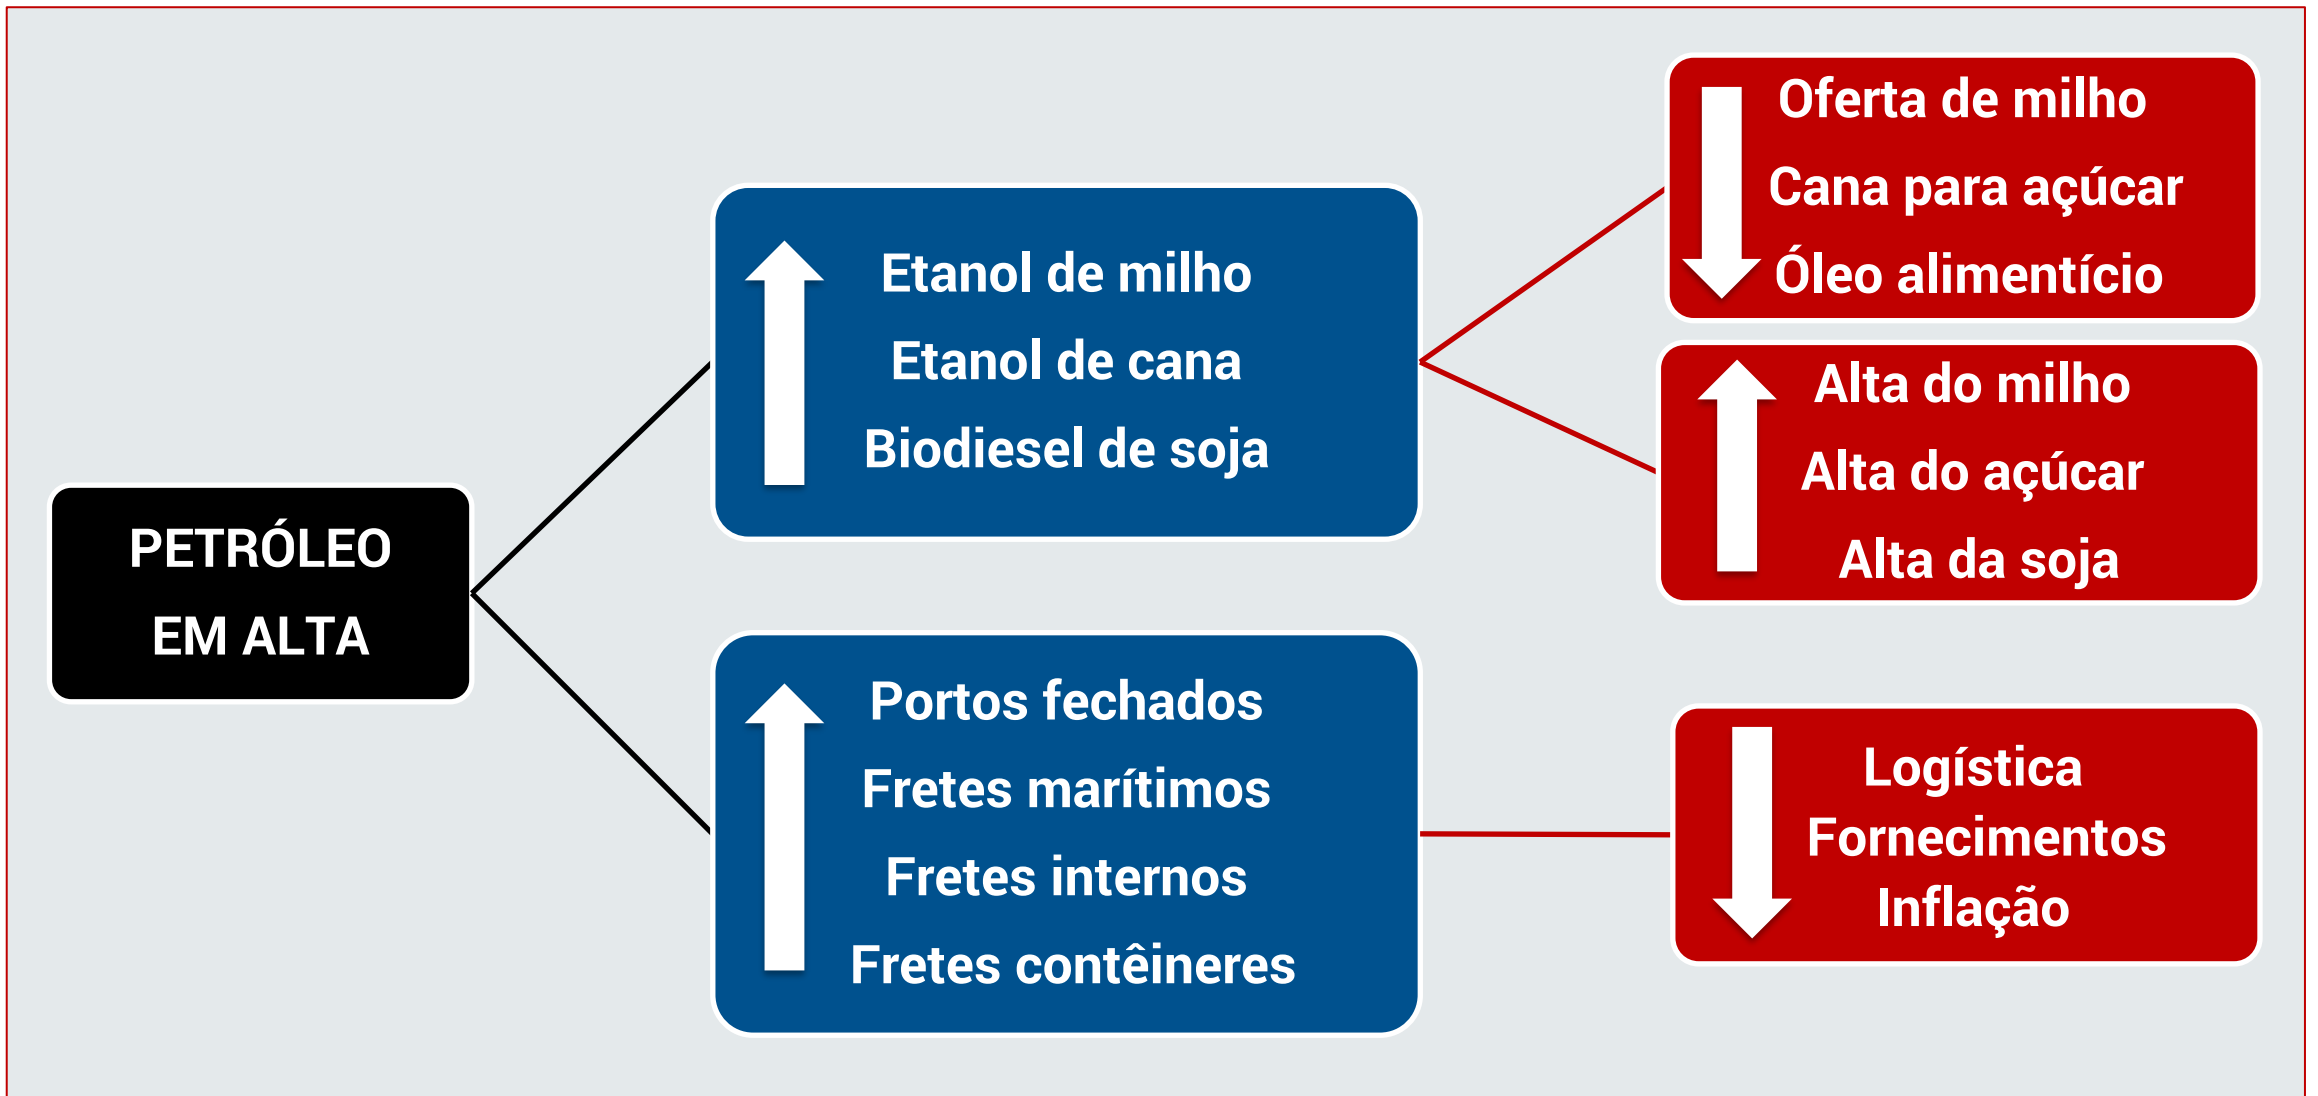 PETRÓLEO
EM ALTA
Etanol de milho
Etanol de cana
Biodiesel de soja
Portos fechados
Fretes marítimos
Fretes internos
Fretes contêineres
Oferta de milho
Cana para açúcar
Óleo alimentício
Alta do milho
Alta do açúcar
Alta da soja
Logística
Fornecimentos
Inflação